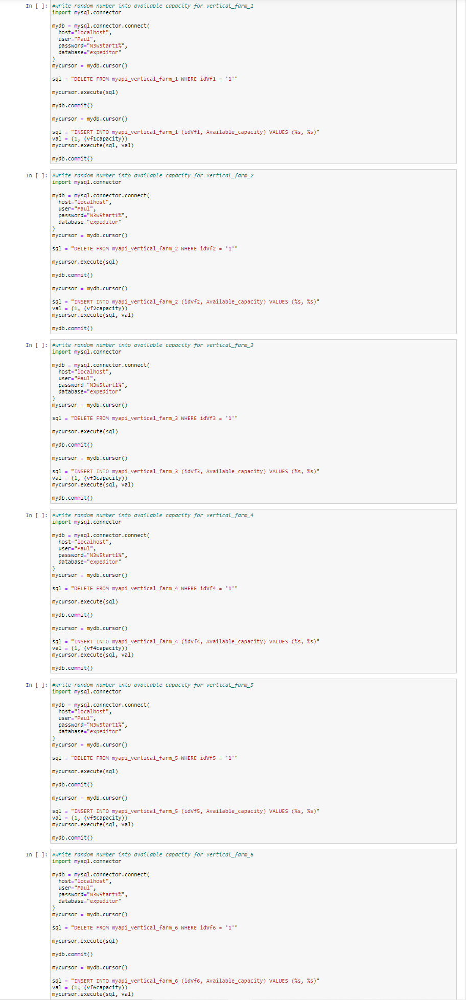 In [ ]: #write random number into available capacity for vertical_farm_1
import mysql.connector
mydb = mysql.connector.connect(
host="localhost",
user="Paul",
password="N3wStart1%",
database="expeditor"
)
mycursor = mydb.cursor()
sql = "DELETE FROM myapi_vertical_farm_1 WHERE idVf1 = '1'"
mycursor.execute(sql)
mydb.commit()
mycursor = mydb.cursor()
sql = "INSERT INTO myapi_vertical_farm_1 (idVf1, Available_capacity) VALUES (%s, %s)"
val = (1, (vf1capacity))
mycursor.execute(sql, val)
mydb.commit()
In [ ]: #write random number into available capacity for vertical_farm_2
import mysql.connector
mydb = mysql.connector.connect(
host="localhost",
user="Paul",
password="N3wStart1%",
database="expeditor"
)
mycursor = mydb.cursor()
sql = "DELETE FROM myapi_vertical_farm_2 WHERE idVf2 = '1'"
mycursor.execute(sql)
mydb.commit()
mycursor = mydb.cursor()
sql = "INSERT INTO myapi_vertical_farm_2 (idVf2, Available_capacity) VALUES (%s, %s)"
val = (1, (vf2capacity))
mycursor.execute(sql, val)
mydb.commit()
In [ ]: #write random number into available capacity for vertical_farm_3
import mysql.connector
mydb = mysql.connector.connect(
host="localhost",
user="Paul",
password="N3wStart1%",
database="expeditor"
)
mycursor = mydb.cursor()
sql = "DELETE FROM myapi_vertical_farm_3 WHERE idVf3 = '1'"
mycursor.execute(sql)
mydb.commit()
mycursor = mydb.cursor()
sql = "INSERT INTO myapi_vertical_farm_3 (idVf3, Available_capacity) VALUES (%s, %s)"
val = (1, (vf3capacity))
mycursor.execute(sql, val)
mydb.commit()
In [ ]: #write random number into available capacity for vertical_farm_4
import mysql.connector
mydb = mysql.connector.connect(
host="localhost",
user="Paul",
password="N3wStart1%",
database="expeditor"
)
mycursor = mydb.cursor()
sql = "DELETE FROM myapi_vertical_farm_4 WHERE idVf4 = '1'"
mycursor.execute(sql)
mydb.commit()
mycursor = mydb.cursor()
sql = "INSERT INTO myapi_vertical_farm_4 (idVf4, Available_capacity) VALUES (%s, %s)"
val = (1, (vf4capacity))
mycursor.execute(sql, val)
mydb.commit()
In [ ]: #write random number into available capacity for vertical_farm_5
import mysql.connector
mydb = mysql.connector.connect(
host="localhost",
user="Paul",
password="N3wStart1%",
database="expeditor"
)
mycursor = mydb.cursor()
sql = "DELETE FROM myapi_vertical_farm_5 WHERE idVf5 = '1'"
mycursor.execute(sql)
mydb.commit()
mycursor = mydb.cursor()
sql = "INSERT INTO myapi_vertical_farm_5 (idVf5, Available_capacity) VALUES (%s, %s)"
val = (1, (vf5capacity))
mycursor.execute(sql, val)
mydb.commit()
In [ ]: #write random number into available capacity for vertical_farm_6
import mysql.connector
mydb = mysql.connector.connect(
host="localhost",
user="Paul",
password="N3wStart1%",
database="expeditor"
)
mycursor = mydb.cursor()
sql = "DELETE FROM myapi_vertical_farm_6 WHERE idVf6 = '1'"
mycursor.execute(sql)
mydb.commit()
mycursor = mydb.cursor()
sql = "INSERT INTO myapi_vertical_farm_6 (idVf6, Available_capacity) VALUES (%s, %s)"
val = (1, (vf6capacity))
mycursor.execute(sql, val)